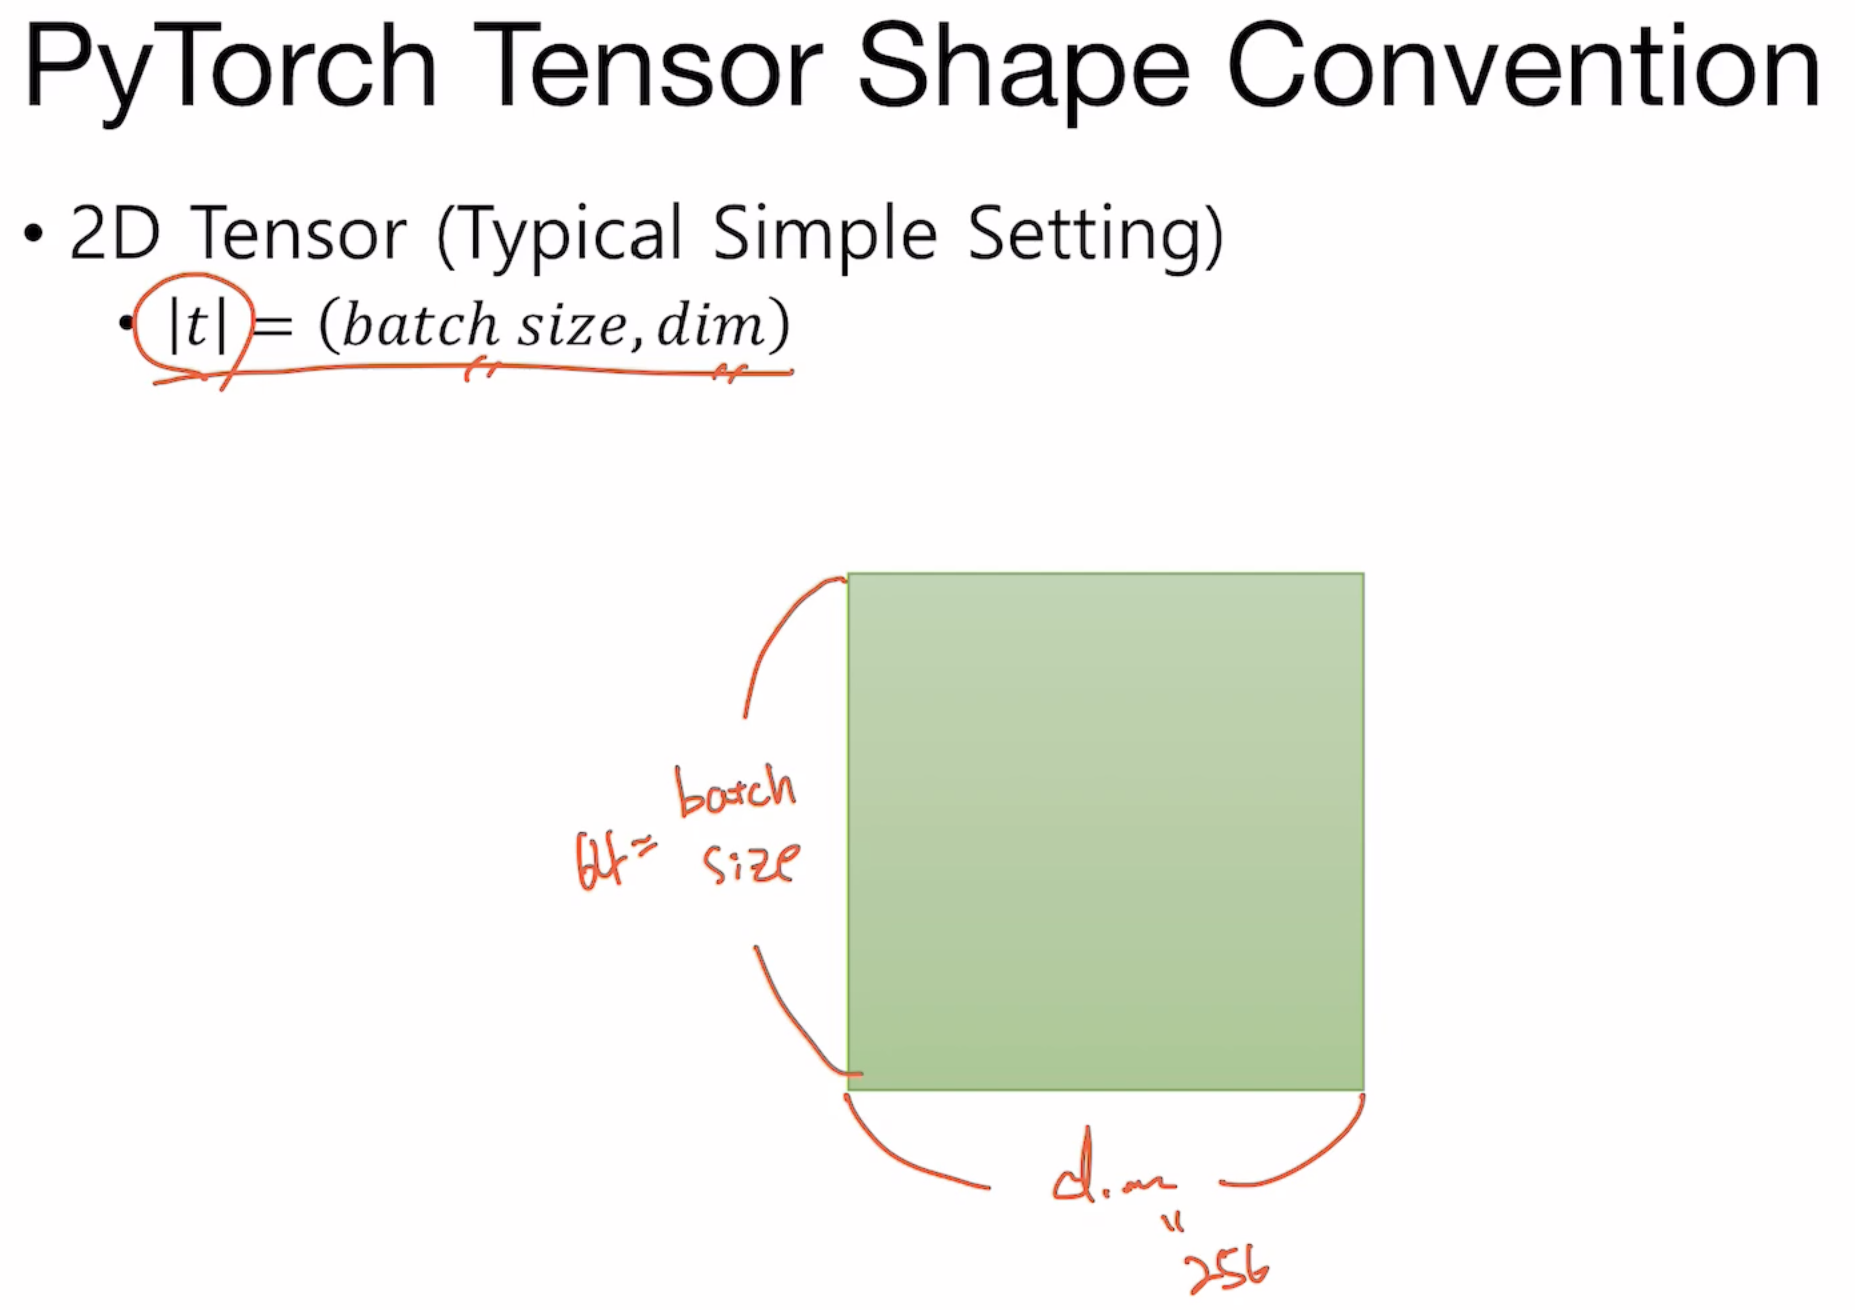 PyTorch Tensor Shape Convention
• 2D Tensor (Typical Simple Setting)
• |t| = (batch size, dim)
batch
64 = size
dim
"
256